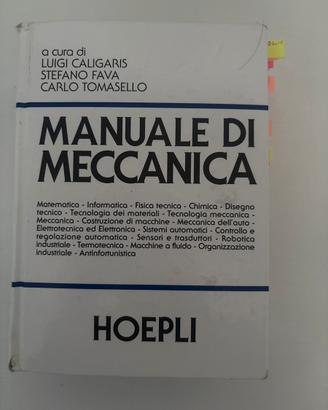 a cura di
LUIGI CALIGARIS
STEFANO FAVA
CARLO TOMASELLO
MANUALE DI
MECCANICA
Matematica - Informatica - Fisica tecnica - Chimica - Disegno
tecnico - Tecnologia dei materiali - Tecnologia meccanica -
Meccanica - Costruzione di macchine - Meccanica dell'auto -
Elettrotecnica ed Elettronica - Sistemi automatici - Controllo e
regolazione automatica - Sensori e trasduttori - Robotica
industriale - Termotecnica - Macchine a fluido - Organizzazione
industriale - Antinfortunistica
HOEPLI